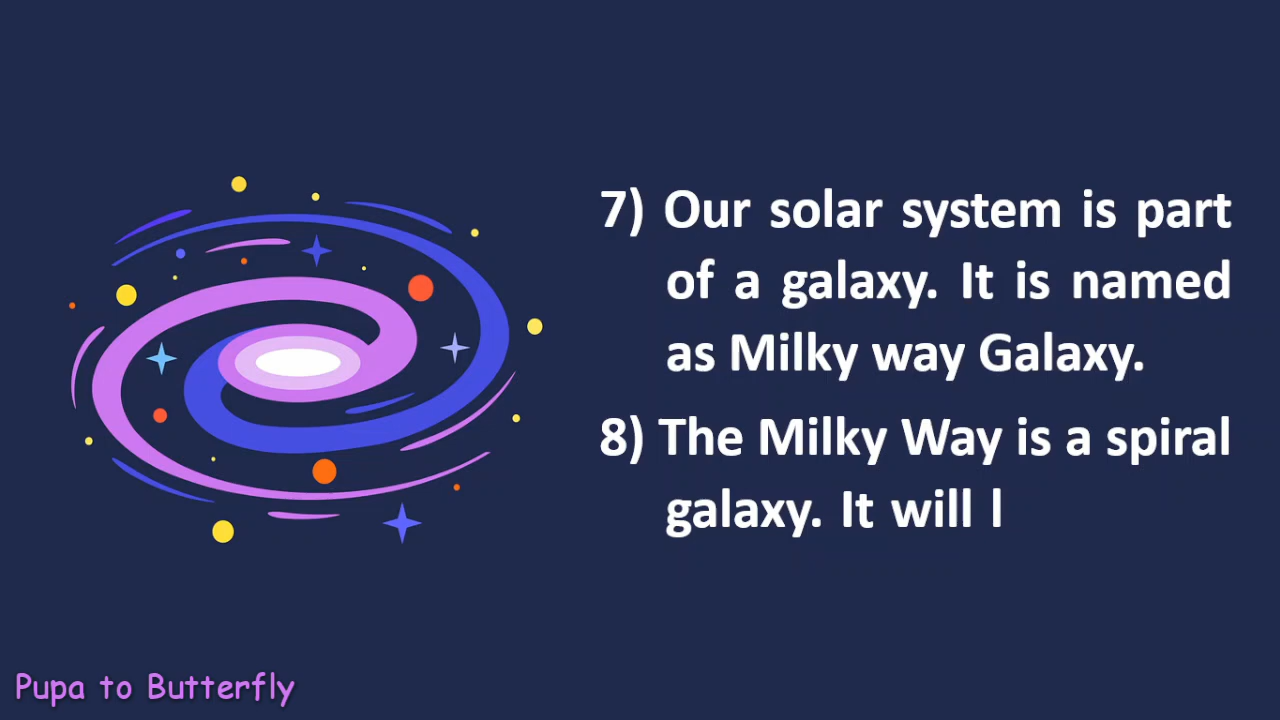 7) Our solar system is part
of a galaxy. It is named
as Milky way Galaxy.
8) The Milky Way is a spiral
galaxy. It will l
Pupa to Butterfly